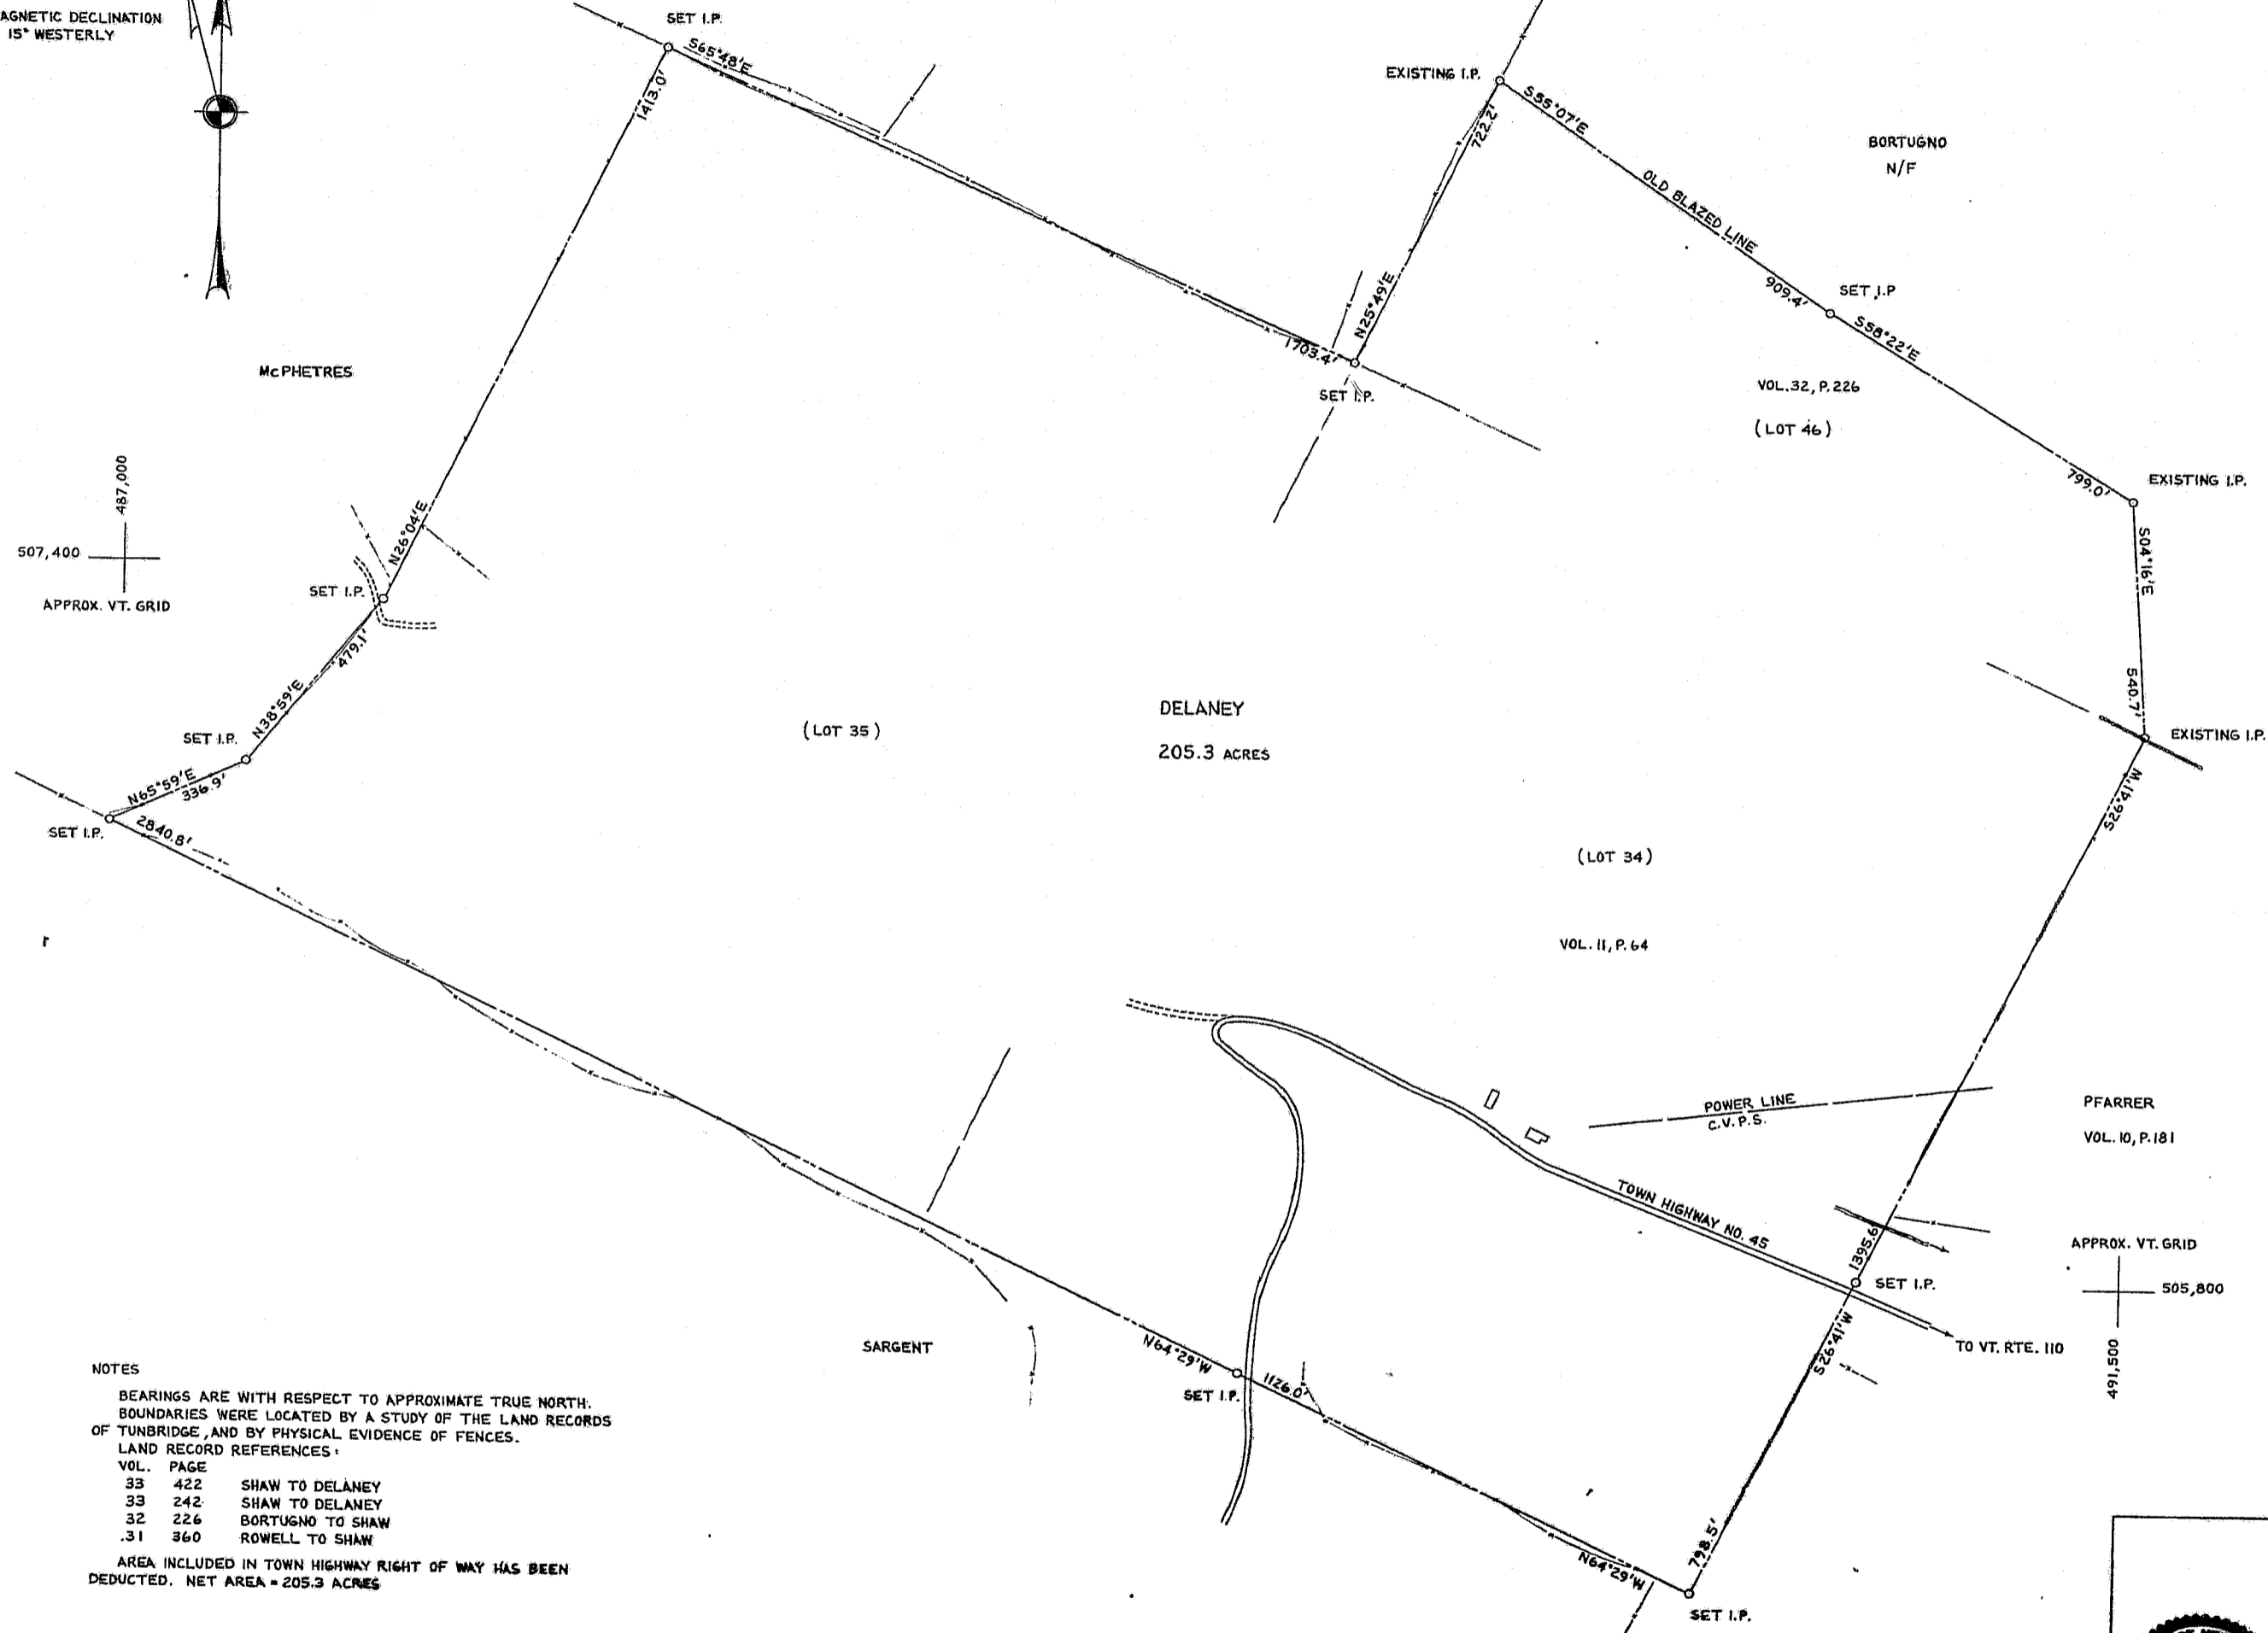 AGNETIC DECLINATION
15° WESTERLY
SET I.P.
S65°48'E
1413.0'
EXISTING I.P.
S55°07'E
722.2'
BORTUGNO
N/F
OLD BLAZED LINE
909.4'
SET I.P
S58°22'E
N25°49'E
1703.4'
SET I.P.
McPHETRES
VOL.32, P.226
(LOT 46)
799.0'
EXISTING I.P.
487,000
507,400
APPROX. VT. GRID
N26°04'E
SET I.P.
479.1'
S04°16'E
540.7'
EXISTING I.P.
N38°59'E
SET I.P.
N65°59'E
336.9'
SET I.P.
2840.8'
(LOT 35)
DELANEY
205.3 ACRES
S26°41'W
(LOT 34)
VOL. 11, P. 64
POWER LINE
C.V.P.S.
PFARRER
VOL. 10, P. 181
TOWN HIGHWAY NO. 45
1395.6'
SET I.P.
APPROX. VT. GRID
505,800
491,500
S26°41'W
TO VT. RTE. 110
SARGENT
N64°29'W
SET I.P.
1126.0'
798.5'
N64°29'W
SET I.P.
NOTES
BEARINGS ARE WITH RESPECT TO APPROXIMATE TRUE NORTH.
BOUNDARIES WERE LOCATED BY A STUDY OF THE LAND RECORDS
OF TUNBRIDGE, AND BY PHYSICAL EVIDENCE OF FENCES.
LAND RECORD REFERENCES:
VOL. PAGE
33 422 SHAW TO DELANEY
33 242 SHAW TO DELANEY
32 226 BORTUGNO TO SHAW
31 360 ROWELL TO SHAW
AREA INCLUDED IN TOWN HIGHWAY RIGHT OF WAY HAS BEEN
DEDUCTED. NET AREA = 205.3 ACRES